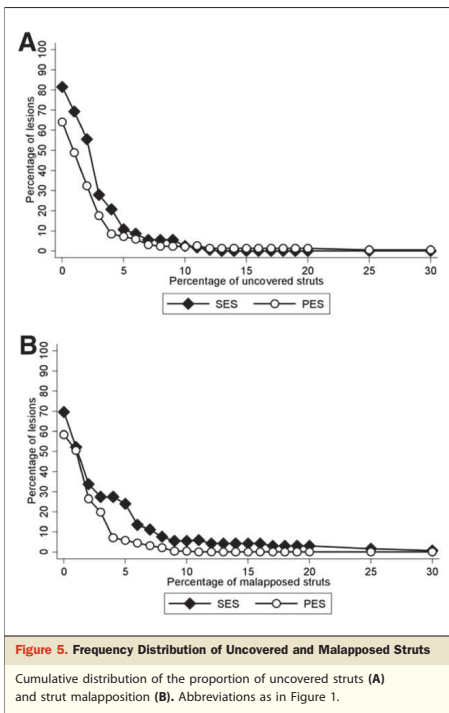 A
Percentage of lesions
0 10 20 30 40 50 60 70 80 90 100
0 5 10 15 20 25 30
Percentage of uncovered struts
SES PES
B
Percentage of lesions
0 10 20 30 40 50 60 70 80 90 100
0 5 10 15 20 25 30
Percentage of malapposed struts
SES PES
Figure 5. Frequency Distribution of Uncovered and Malapposed Struts
Cumulative distribution of the proportion of uncovered struts (A)
and strut malapposition (B). Abbreviations as in Figure 1.